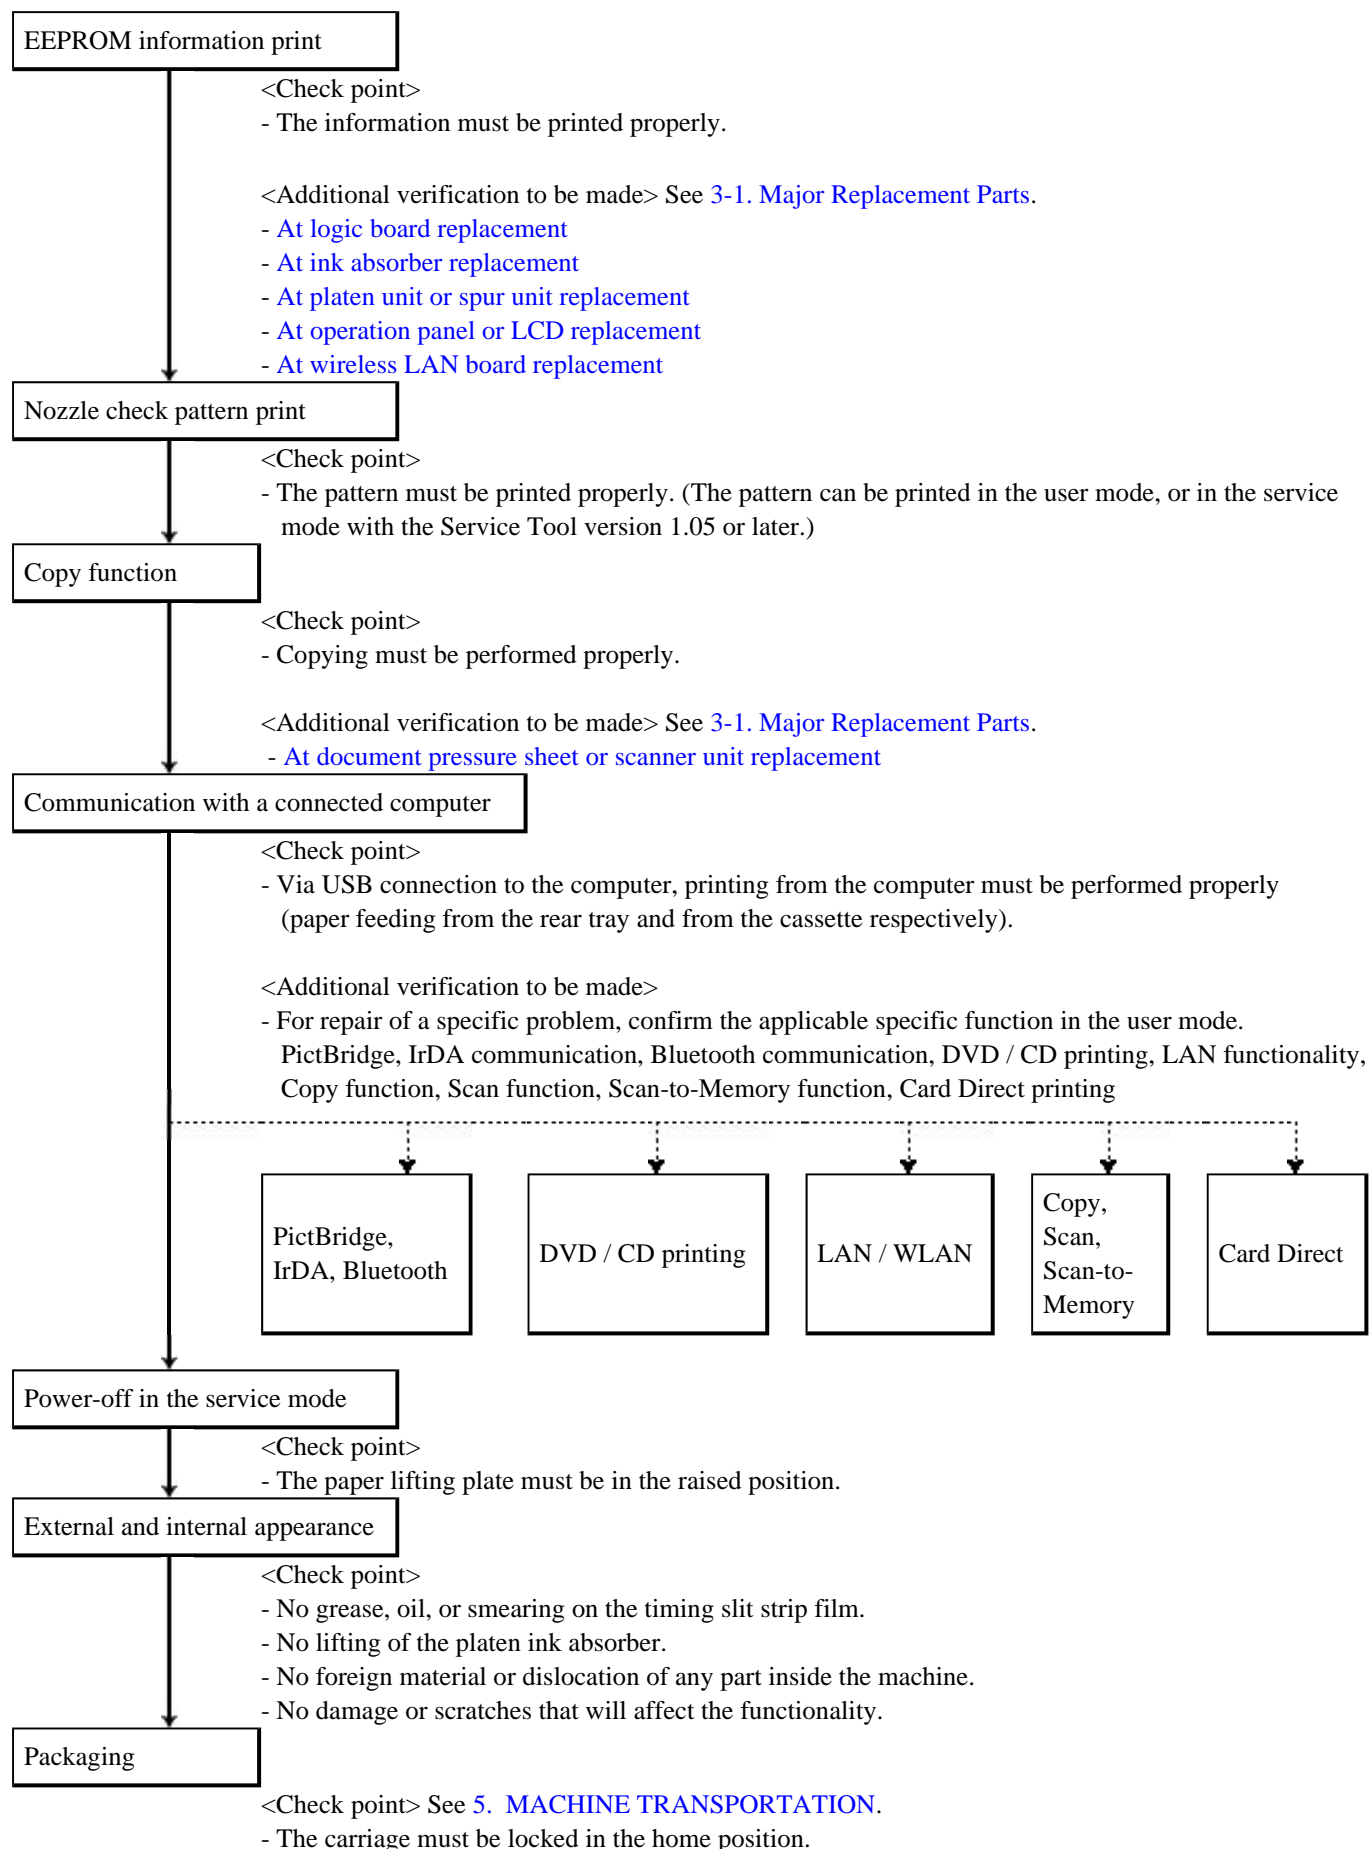 EEPROM information print
<Check point>
- The information must be printed properly.
<Additional verification to be made> See 3-1. Major Replacement Parts.
- At logic board replacement
- At ink absorber replacement
- At platen unit or spur unit replacement
- At operation panel or LCD replacement
- At wireless LAN board replacement
Nozzle check pattern print
<Check point>
- The pattern must be printed properly. (The pattern can be printed in the user mode, or in the service
mode with the Service Tool version 1.05 or later.)
Copy function
<Check point>
- Copying must be performed properly.
<Additional verification to be made> See 3-1. Major Replacement Parts.
- At document pressure sheet or scanner unit replacement
Communication with a connected computer
<Check point>
- Via USB connection to the computer, printing from the computer must be performed properly
(paper feeding from the rear tray and from the cassette respectively).
<Additional verification to be made>
- For repair of a specific problem, confirm the applicable specific function in the user mode.
PictBridge, IrDA communication, Bluetooth communication, DVD / CD printing, LAN functionality,
Copy function, Scan function, Scan-to-Memory function, Card Direct printing
PictBridge,
IrDA, Bluetooth
DVD / CD printing
LAN / WLAN
Copy,
Scan,
Scan-to-
Memory
Card Direct
Power-off in the service mode
<Check point>
- The paper lifting plate must be in the raised position.
External and internal appearance
<Check point>
- No grease, oil, or smearing on the timing slit strip film.
- No lifting of the platen ink absorber.
- No foreign material or dislocation of any part inside the machine.
- No damage or scratches that will affect the functionality.
Packaging
<Check point> See 5. MACHINE TRANSPORTATION.
- The carriage must be locked in the home position.